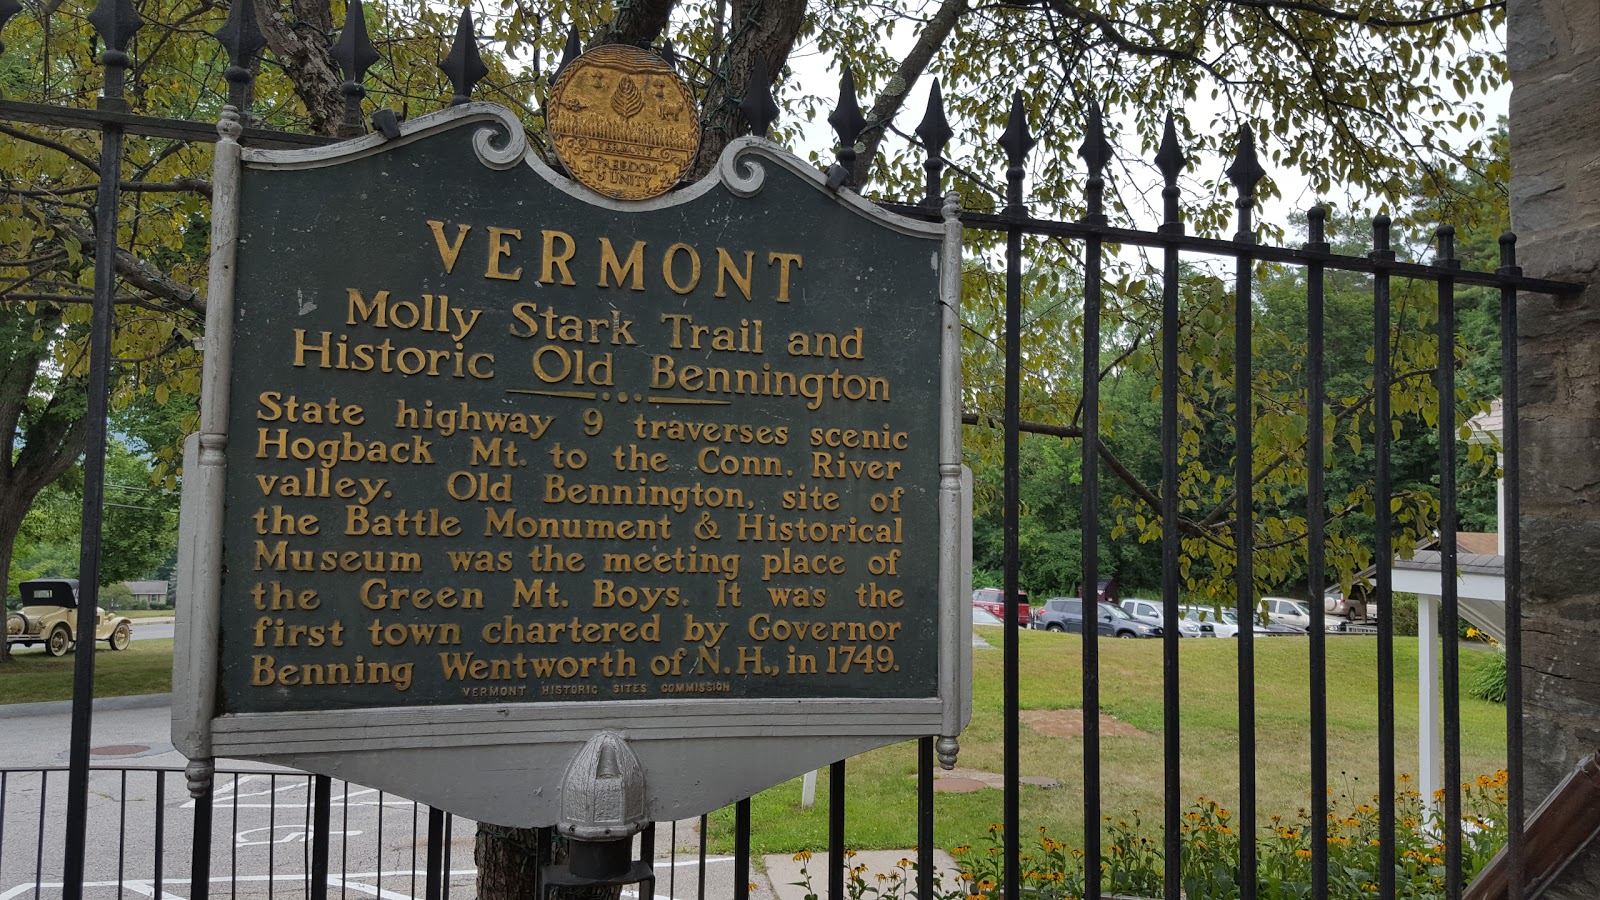 VERMONT
FREEDOM
& UNITY
VERMONT
Molly Stark Trail and
Historic Old Bennington
State highway 9 traverses scenic
Hogback Mt. to the Conn. River
valley. Old Bennington, site of
the Battle Monument & Historical
Museum was the meeting place of
the Green Mt. Boys. It was the
first town chartered by Governor
Benning Wentworth of N.H., in 1749.
VERMONT HISTORIC SITES COMMISSION